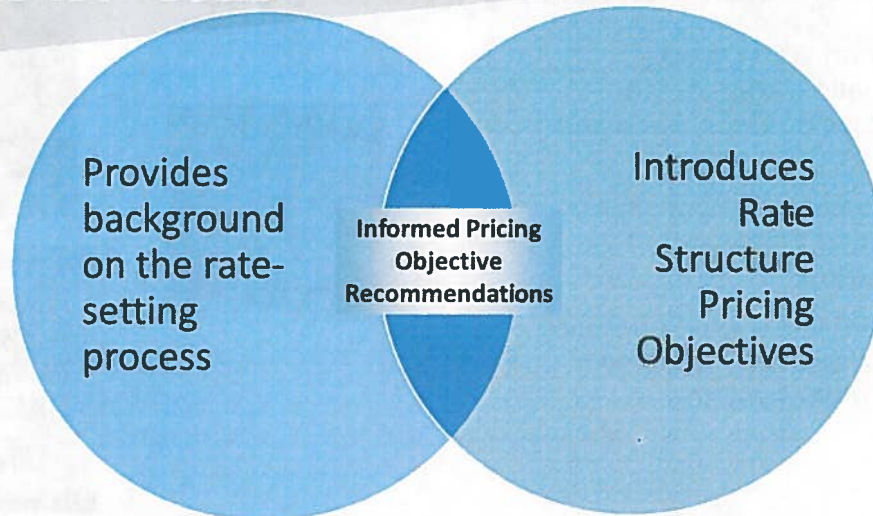 Provides
background
on the rate-
setting
process
Informed Pricing
Objective
Recommendations
Introduces
Rate
Structure
Pricing
Objectives